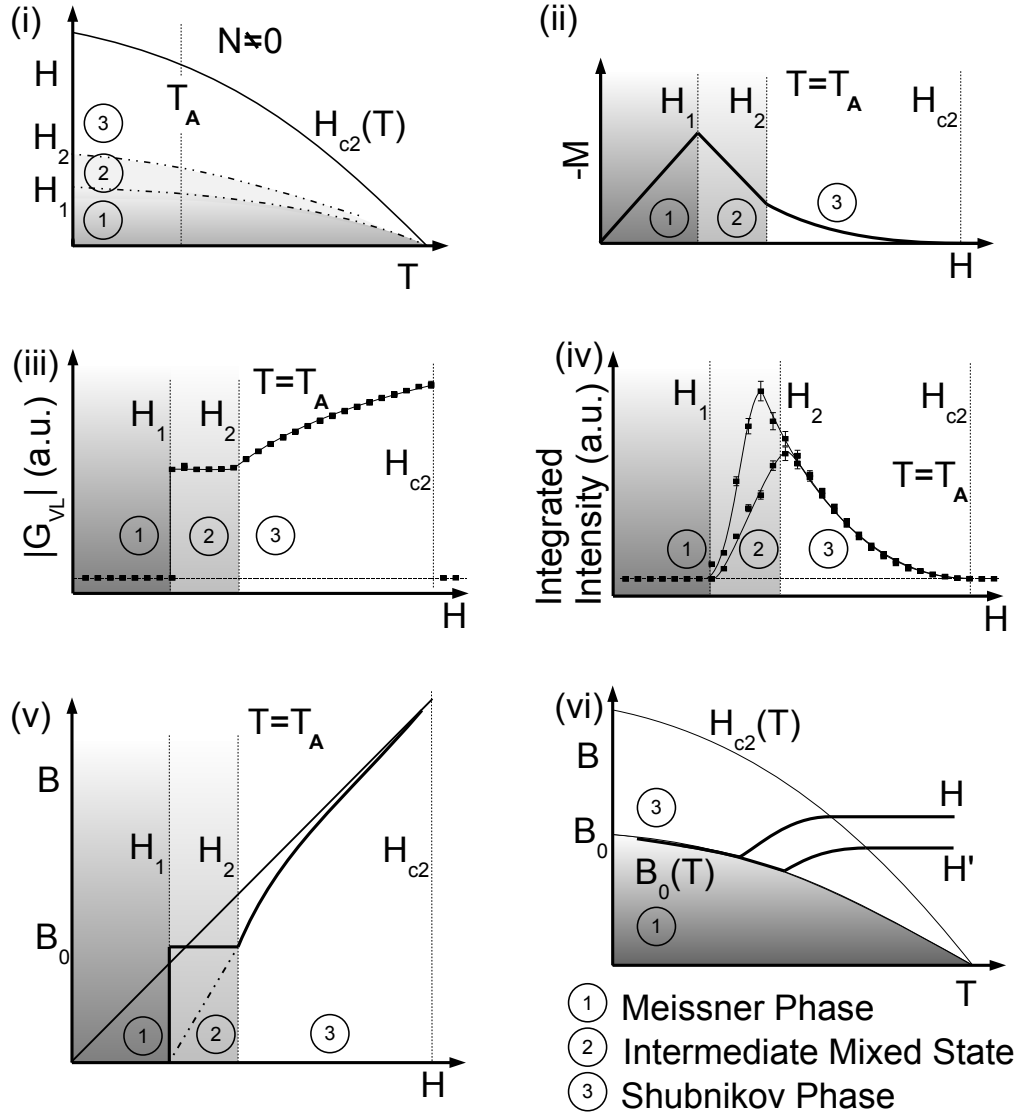 (i)
N≠0
H
T_A
H_c2(T)
3
H_2
2
H_1
1
T
(ii)
H_1
H_2
T=T_A
H_c2
-M
1
2
3
H
(iii)
T=T_A
H_1
H_2
H_c2
|G_VL| (a.u.)
1
2
3
H
(iv)
H_1
H_2
H_c2
T=T_A
Integrated
Intensity (a.u.)
1
2
3
H
(v)
T=T_A
B
H_1
H_2
H_c2
B_0
1
2
3
H
(vi)
H_c2(T)
B
3
H
B_0
H'
B_0(T)
1
T
1 Meissner Phase
2 Intermediate Mixed State
3 Shubnikov Phase